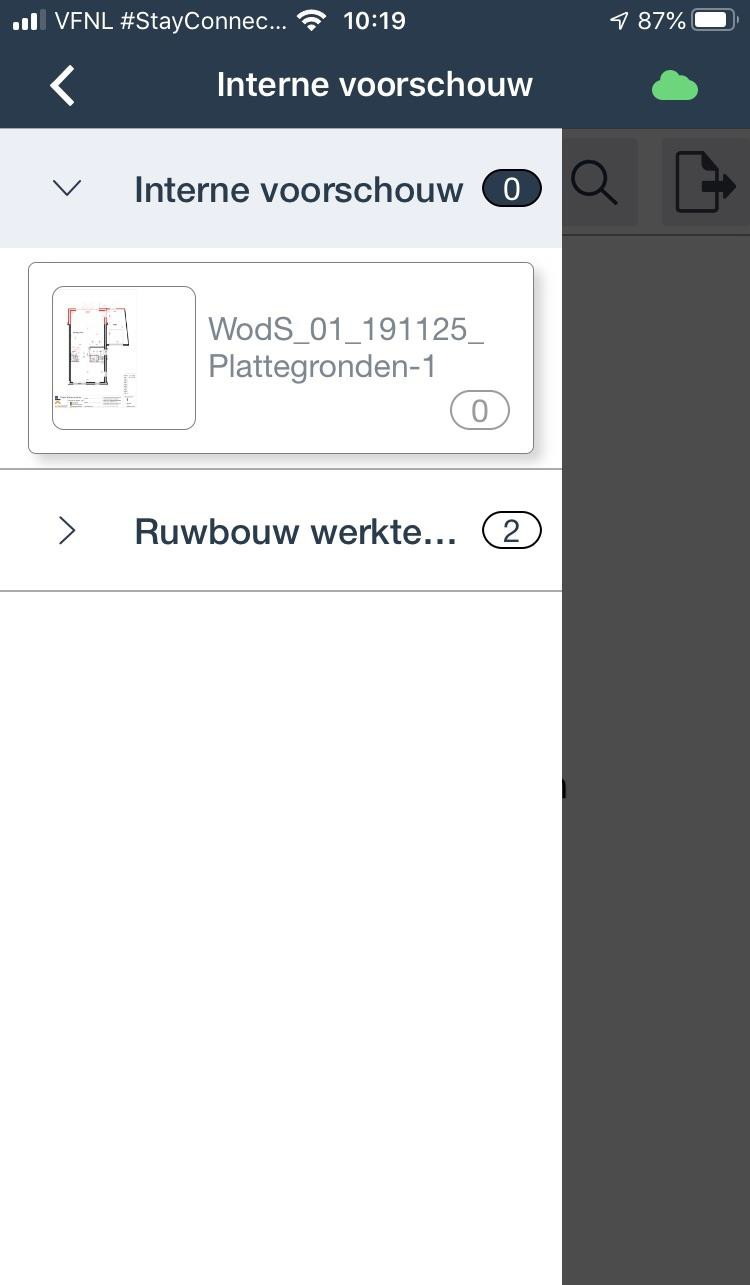 VFNL #StayConnec... 10:19 87%
Interne voorschouw
Interne voorschouw 0
WodS_01_191125_
Plattegronden-1
0
Ruwbouw werkte... 2